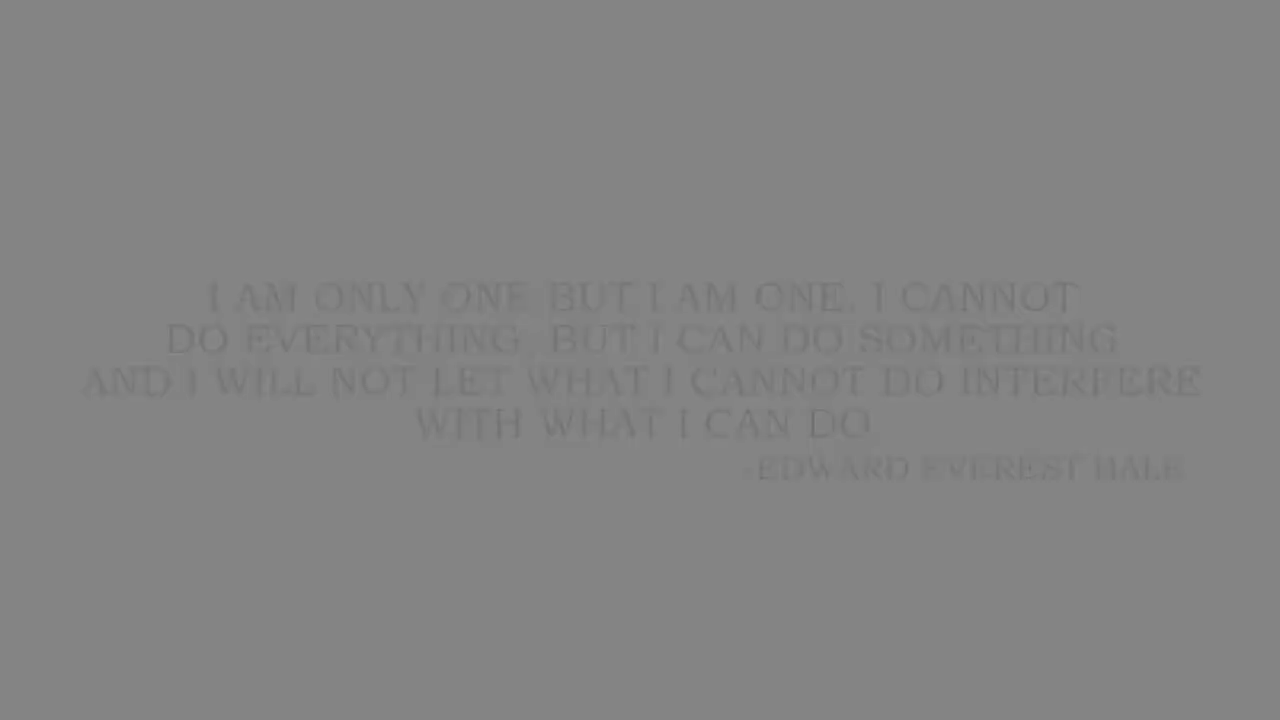 I AM ONLY ONE BUT I AM ONE. I CANNOT
DO EVERYTHING, BUT I CAN DO SOMETHING
AND I WILL NOT LET WHAT I CANNOT DO INTERFERE
WITH WHAT I CAN DO
-EDWARD EVEREST HALE